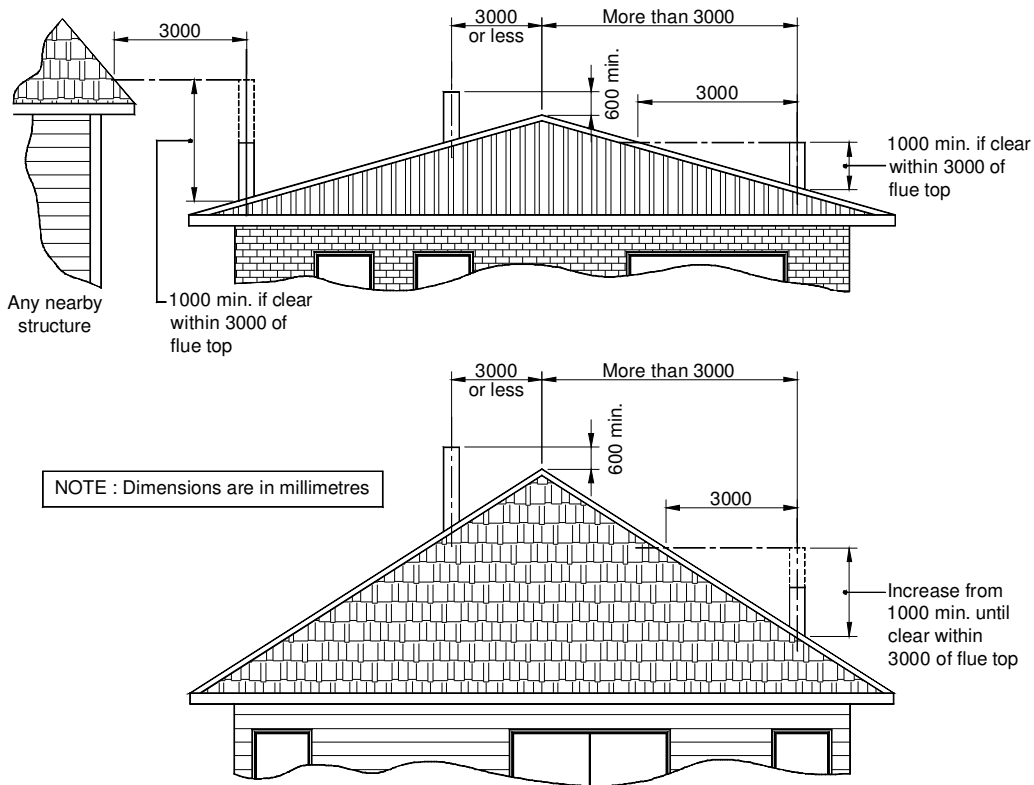 3000
3000
or less
More than 3000
600 min.
3000
1000 min. if clear
within 3000 of
flue top
Any nearby
structure
1000 min. if clear
within 3000 of
flue top
3000
or less
More than 3000
600 min.
NOTE : Dimensions are in millimetres
3000
Increase from
1000 min. until
clear within
3000 of flue top